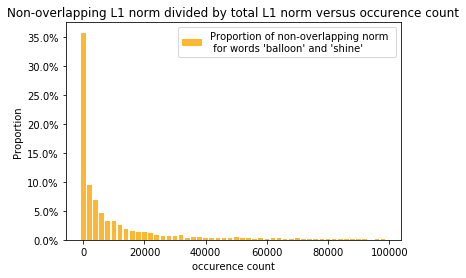 Non-overlapping L1 norm divided by total L1 norm versus occurence count
Proportion of non-overlapping norm
for words 'balloon' and 'shine'
35.0%
30.0%
25.0%
20.0%
15.0%
10.0%
5.0%
0.0%
Proportion
0 20000 40000 60000 80000 100000
occurence count